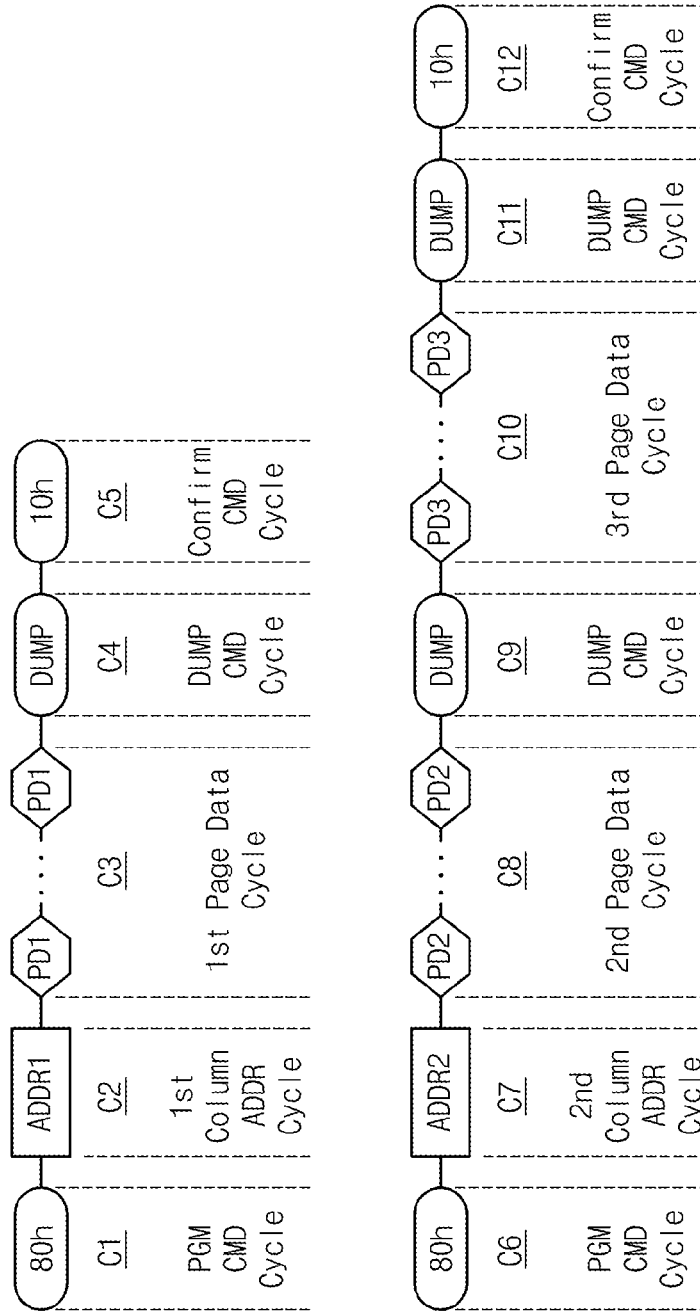 80h
ADDR1
PD1
····
PD1
DUMP
10h
C1
C2
C3
C4
C5
PGM
CMD
Cycle
1st
Column
ADDR
Cycle
1st Page Data
Cycle
DUMP
CMD
Cycle
Confirm
CMD
Cycle
80h
ADDR2
PD2
····
PD2
DUMP
PD3
····
PD3
DUMP
10h
C6
C7
C8
C9
C10
C11
C12
PGM
CMD
Cycle
2nd
Column
ADDR
Cycle
2nd Page Data
Cycle
DUMP
CMD
Cycle
3rd Page Data
Cycle
DUMP
CMD
Cycle
Confirm
CMD
Cycle